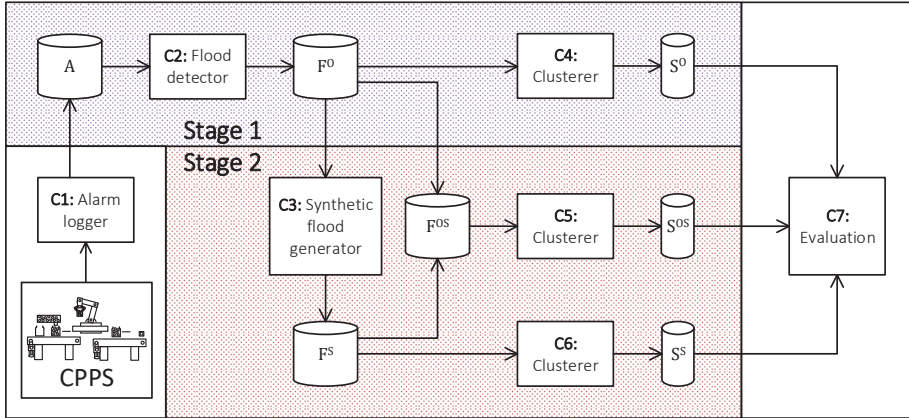 A
C2: Flood
detector
F^O
C4:
Clusterer
S^O
Stage 1
Stage 2
C1: Alarm
logger
C3: Synthetic
flood
generator
F^OS
C5:
Clusterer
S^OS
C7:
Evaluation
CPPS
F^S
C6:
Clusterer
S^S